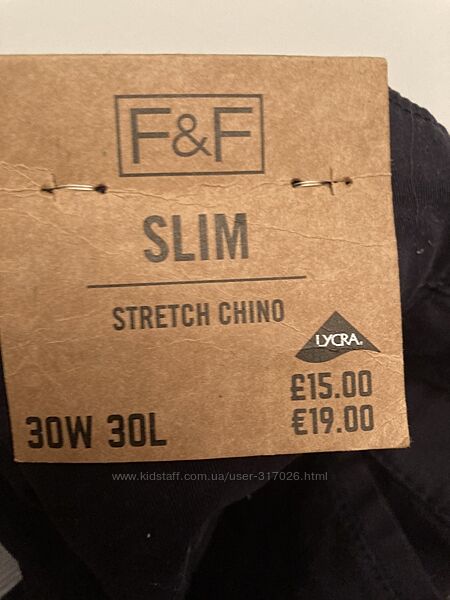 F&F
SLIM
STRETCH CHINO
LYCRA®
£15.00
30W 30L
€19.00
www.kidstaff.com.ua/user-317026.html